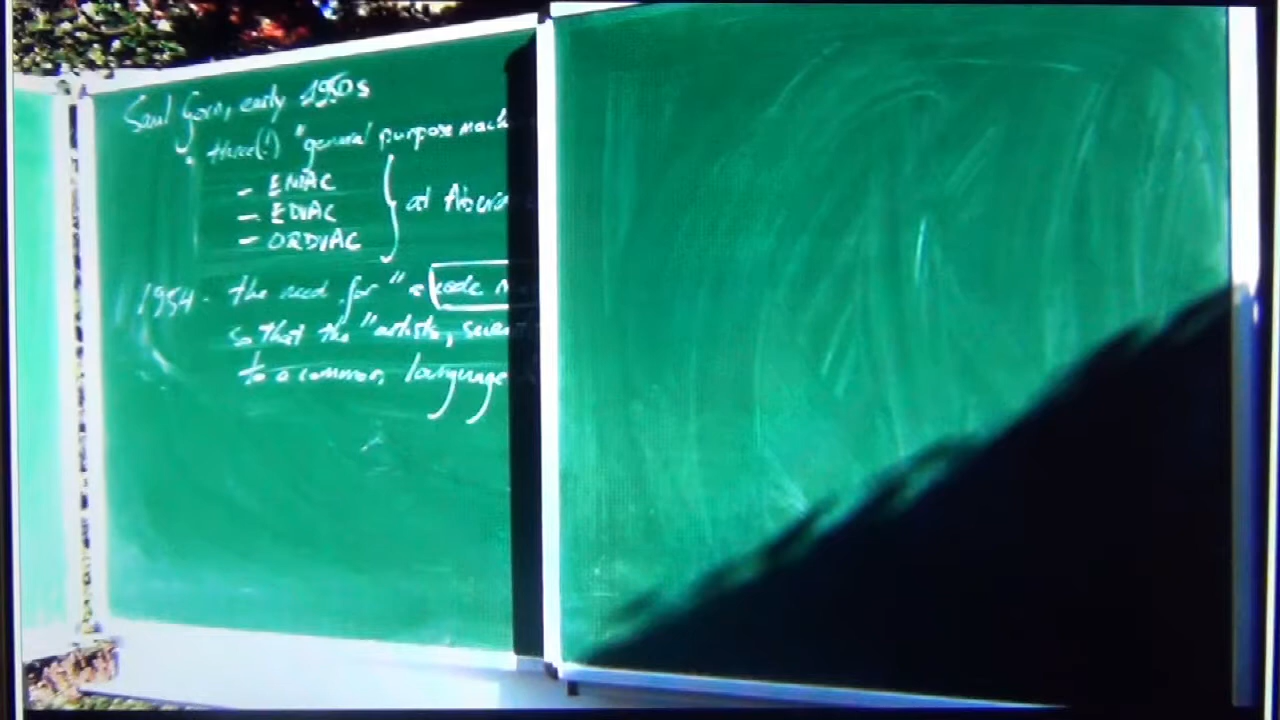 Saul Gorn, early 1950s
• three(!) "general purpose mach
- ENIAC
- EDVAC } at Aberd
- ORDVAC
1954 - the need for "a code
so that the "artists, scien
to a common language